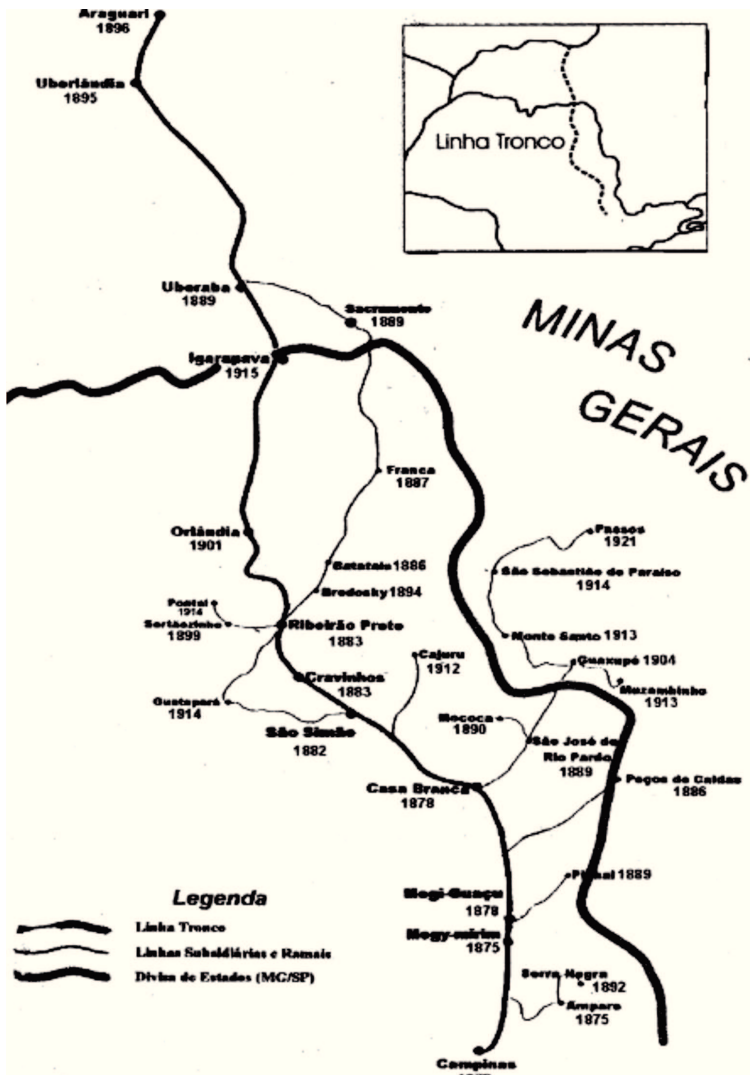 Araguari
1896
Uberlândia
1895
Linha Tronco
Uberaba
1889
Sacramento
1889
MINAS
GERAIS
Igarapava
1915
Franca
1887
Orlândia
1901
Passos
1921
Batatais 1886
São Sebastião do Paraíso
1914
Brodosky 1894
Pontal
1914
Sertãozinho
1899
Ribeirão Preto
1883
Monte Santo 1913
Cajuru
1912
Guaxupé 1904
Cravinhos
1883
Muzambinho
1913
Guatapará
1914
São Simão
1882
Mococa
1890
São José do
Rio Pardo
1889
Casa Branca
1878
Poços de Caldas
1886
Pinhal 1889
Mogi-Guaçu
1878
Mogy-mirim
1875
Legenda
Linha Tronco
Linhas Subsidiárias e Ramais
Divisa de Estados (MG/SP)
Serra Negra
1892
Amparo
1875
Campinas